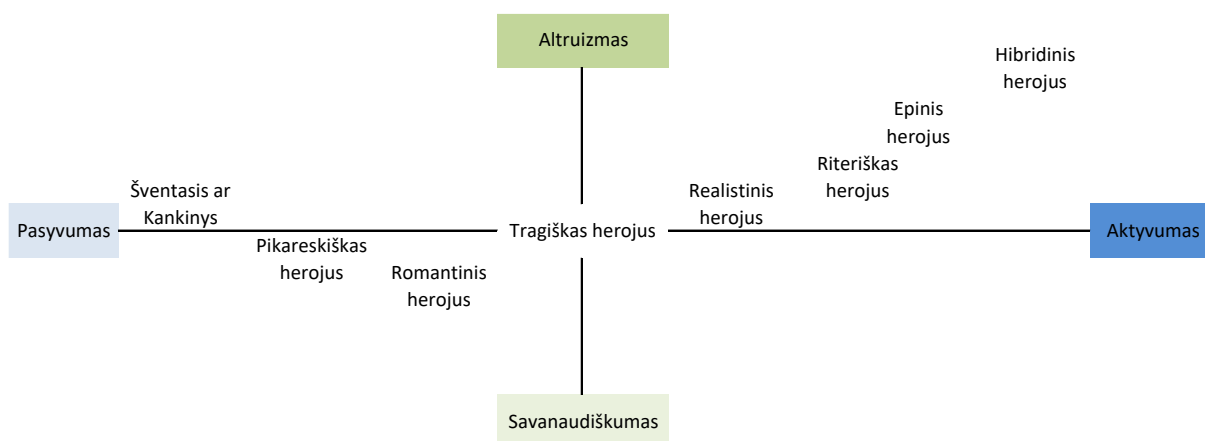 Altruizmas
Hibridinis
herojus
Epinis
herojus
Riteriškas
herojus
Realistinis
herojus
Šventasis ar
Kankinys
Pasyvumas
Tragiškas herojus
Aktyvumas
Pikareskiškas
herojus
Romantinis
herojus
Savanaudiškumas